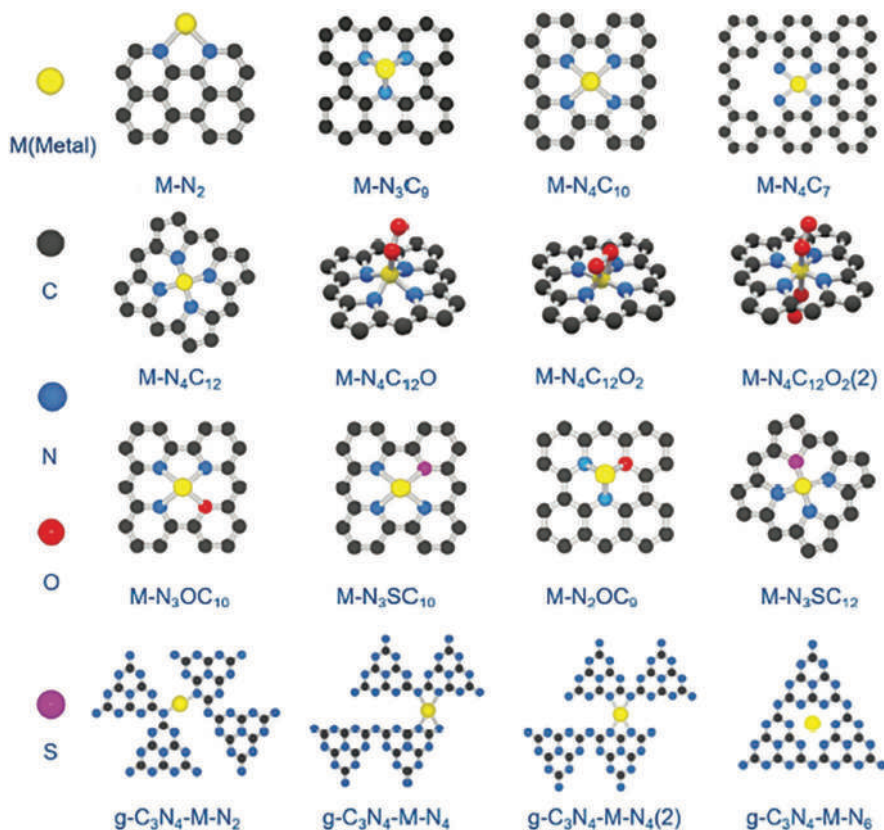 M(Metal)
M-N₂
M-N₃C₉
M-N₄C₁₀
M-N₄C₇
C
M-N₄C₁₂
M-N₄C₁₂O
M-N₄C₁₂O₂
M-N₄C₁₂O₂(2)
N
O
M-N₃OC₁₀
M-N₃SC₁₀
M-N₂OC₉
M-N₃SC₁₂
S
g-C₃N₄-M-N₂
g-C₃N₄-M-N₄
g-C₃N₄-M-N₄(2)
g-C₃N₄-M-N₆